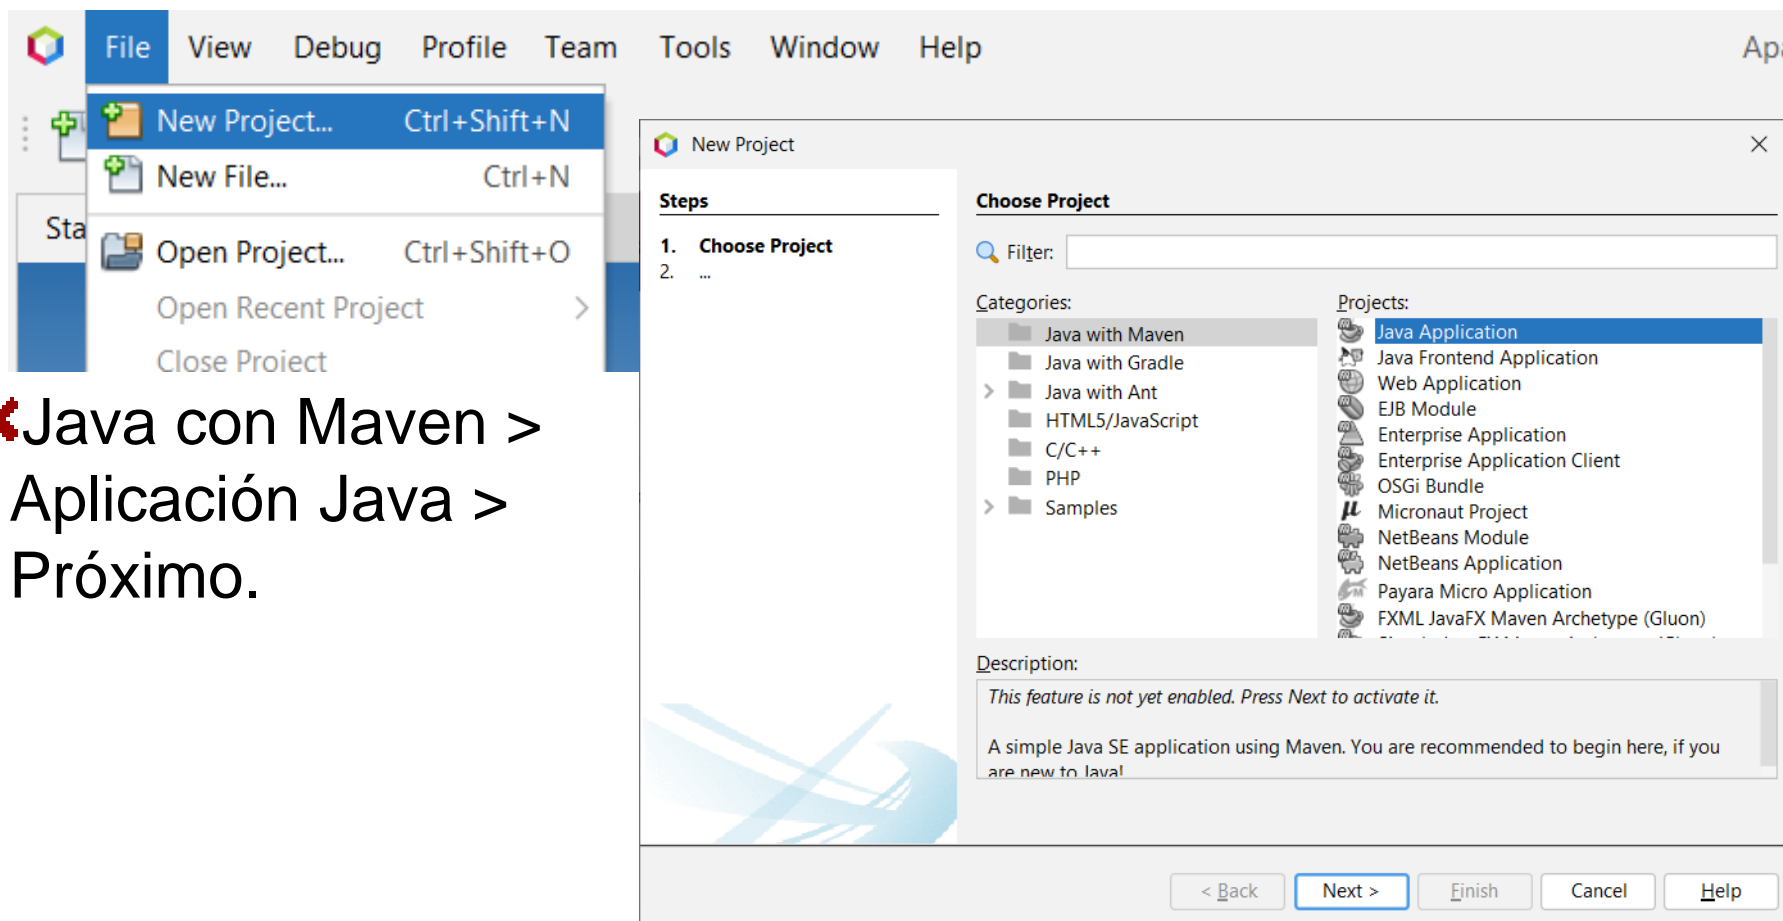 File View Debug Profile Team Tools Window Help
New Project... Ctrl+Shift+N
New File... Ctrl+N
Open Project... Ctrl+Shift+O
Open Recent Project
Close Project
Java con Maven >
Aplicación Java >
Próximo.
New Project
Steps
1. Choose Project
2. ...
Choose Project
Filter:
Categories:
Java with Maven
Java with Gradle
Java with Ant
HTML5/JavaScript
C/C++
PHP
Samples
Projects:
Java Application
Java Frontend Application
Web Application
EJB Module
Enterprise Application
Enterprise Application Client
OSGi Bundle
Micronaut Project
NetBeans Module
NetBeans Application
Payara Micro Application
FXML JavaFX Maven Archetype (Gluon)
Description:
This feature is not yet enabled. Press Next to activate it.
A simple Java SE application using Maven. You are recommended to begin here, if you
are new to Java!
< Back Next > Finish Cancel Help